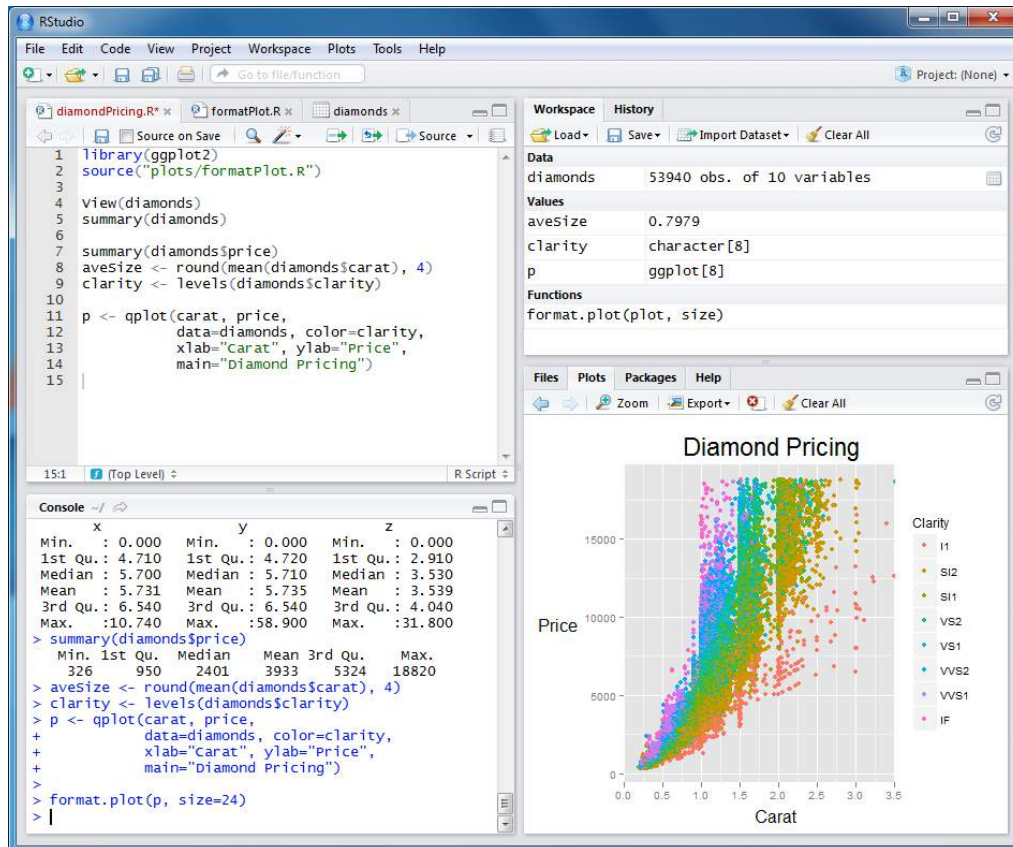 RStudio
File Edit Code View Project Workspace Plots Tools Help
Go to file/function
Project: (None)
diamondPricing.R* formatPlot.R diamonds
Source on Save Source
1 library(ggplot2)
2 source("plots/formatPlot.R")
3
4 View(diamonds)
5 summary(diamonds)
6
7 summary(diamonds$price)
8 aveSize <- round(mean(diamonds$carat), 4)
9 clarity <- levels(diamonds$clarity)
10
11 p <- qplot(carat, price,
12 data=diamonds, color=clarity,
13 xlab="Carat", ylab="Price",
14 main="Diamond Pricing")
15
15:1 (Top Level) R Script
Console ~/
x y z
Min. : 0.000 Min. : 0.000 Min. : 0.000
1st Qu.: 4.710 1st Qu.: 4.720 1st Qu.: 2.910
Median : 5.700 Median : 5.710 Median : 3.530
Mean : 5.731 Mean : 5.735 Mean : 3.539
3rd Qu.: 6.540 3rd Qu.: 6.540 3rd Qu.: 4.040
Max. :10.740 Max. :58.900 Max. :31.800
> summary(diamonds$price)
Min. 1st Qu. Median Mean 3rd Qu. Max.
326 950 2401 3933 5324 18820
> aveSize <- round(mean(diamonds$carat), 4)
> clarity <- levels(diamonds$clarity)
> p <- qplot(carat, price,
+ data=diamonds, color=clarity,
+ xlab="Carat", ylab="Price",
+ main="Diamond Pricing")
>
> format.plot(p, size=24)
>
Workspace History
Load Save Import Dataset Clear All
Data
diamonds 53940 obs. of 10 variables
Values
aveSize 0.7979
clarity character[8]
p ggplot[8]
Functions
format.plot(plot, size)
Files Plots Packages Help
Zoom Export Clear All
Diamond Pricing
Price
15000
10000
5000
0
0.0 0.5 1.0 1.5 2.0 2.5 3.0 3.5
Carat
Clarity
I1
SI2
SI1
VS2
VS1
VVS2
VVS1
IF